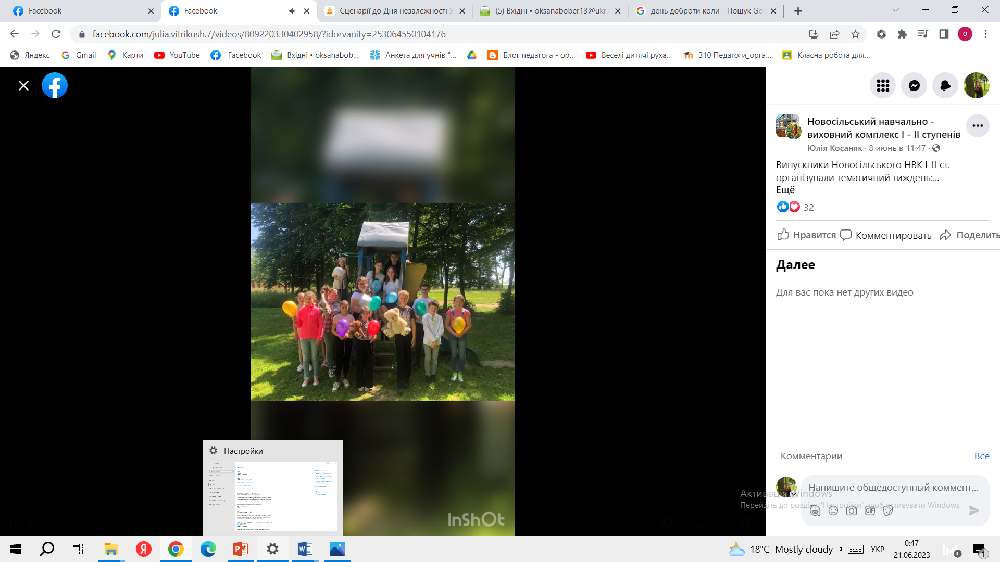 Facebook
Facebook
Сценарії до Дня незалежності У
(5) Вхідні • oksanabober13@ukr.
день доброти коли - Пошук Goo
facebook.com/julia.vitrikush.7/videos/809220330402958/?idorvanity=253064550104176
O
Яндекс
Gmail
Карти
YouTube
Facebook
Вхідні • oksanabob...
Анкета для учнів "...
Блог педагога - ор...
Веселі дитячі руха...
310 Педагоги_орга...
Класна робота для...
Новосільський навчально -
виховний комплекс І - ІІ ступенів
Юлія Косаняк · 8 июнь в 11:47 ·
Випускники Новосільського НВК І-ІІ ст.
організували тематичний тиждень:...
Ещё
32
Нравится
Комментировать
Поделить
Далее
Для вас пока нет других видео
Настройки
InShOt
Комментарии
Все
Напишите общедоступный коммент...
Активація Windows
Перейдіть до розділу "Настройки", щоб активувати Windows.
GIF
18°C Mostly cloudy
УКР
0:47
21.06.2023
3
1